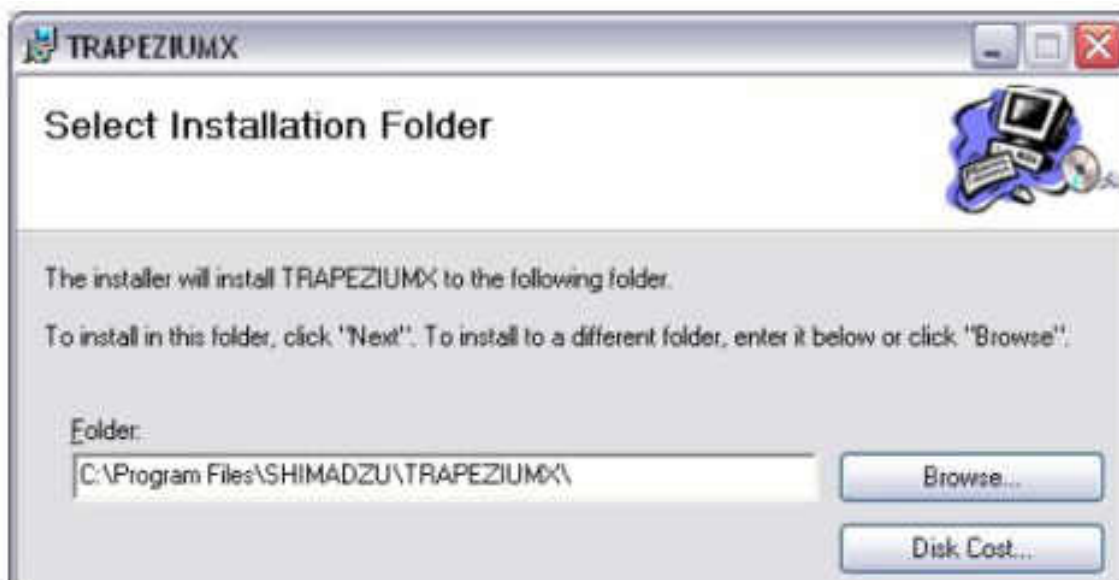 TRAPEZIUMX
Select Installation Folder
The installer will install TRAPEZIUMX to the following folder.
To install in this folder, click "Next". To install to a different folder, enter it below or click "Browse".
Folder:
C:\Program Files\SHIMADZU\TRAPEZIUMX\
Browse...
Disk Cost...